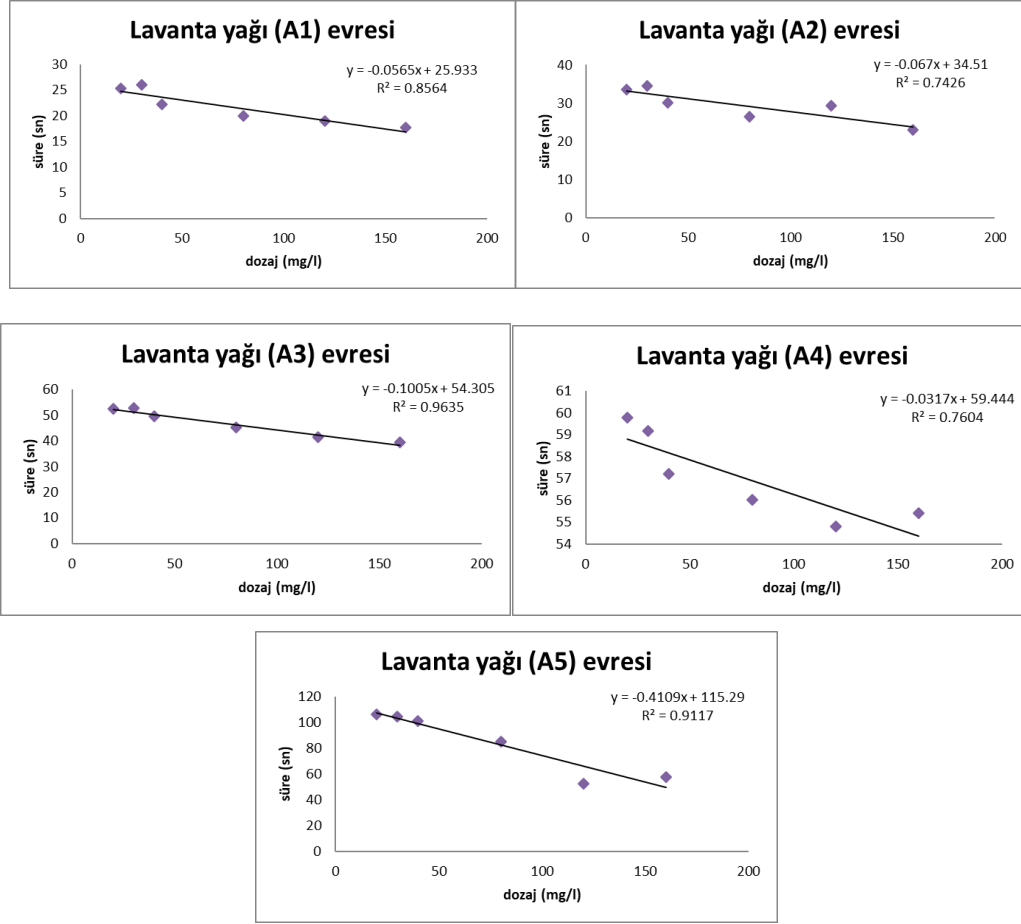 Lavanta yağı (A1) evresi
y = -0.0565x + 25.933
R² = 0.8564
30
25
20
15
10
5
0
0 50 100 150 200
süre (sn)
dozaj (mg/l)
Lavanta yağı (A2) evresi
y = -0.067x + 34.51
R² = 0.7426
40
30
20
10
0
0 50 100 150 200
süre (sn)
dozaj (mg/l)
Lavanta yağı (A3) evresi
y = -0.1005x + 54.305
R² = 0.9635
60
50
40
30
20
10
0
0 50 100 150 200
süre (sn)
dozaj (mg/l)
Lavanta yağı (A4) evresi
y = -0.0317x + 59.444
R² = 0.7604
61
60
59
58
57
56
55
54
0 50 100 150 200
süre (sn)
dozaj (mg/l)
Lavanta yağı (A5) evresi
y = -0.4109x + 115.29
R² = 0.9117
120
100
80
60
40
20
0
0 50 100 150 200
süre (sn)
dozaj (mg/l)